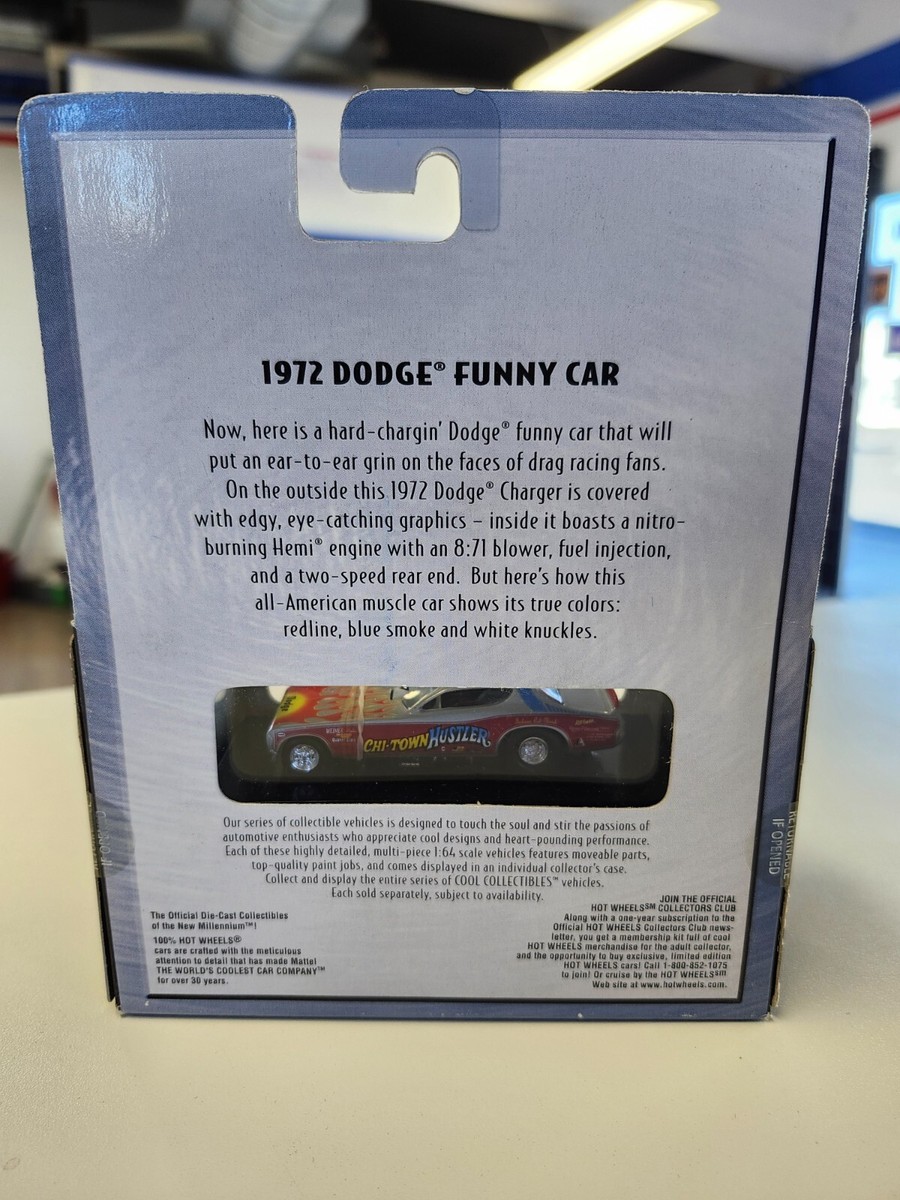 1972 DODGE® FUNNY CAR
Now, here is a hard-chargin' Dodge® funny car that will
put an ear-to-ear grin on the faces of drag racing fans.
On the outside this 1972 Dodge® Charger is covered
with edgy, eye-catching graphics – inside it boasts a nitro-
burning Hemi® engine with an 8:71 blower, fuel injection,
and a two-speed rear end. But here's how this
all-American muscle car shows its true colors:
redline, blue smoke and white knuckles.
Dodge
CHI-TOWN HUSTLER
Our series of collectible vehicles is designed to touch the soul and stir the passions of
automotive enthusiasts who appreciate cool designs and heart-pounding performance.
Each of these highly detailed, multi-piece 1:64 scale vehicles features moveable parts,
top-quality paint jobs, and comes displayed in an individual collector's case.
Collect and display the entire series of COOL COLLECTIBLES™ vehicles.
Each sold separately, subject to availability.
The Official Die-Cast Collectibles
of the New Millennium™!
100% HOT WHEELS®
cars are crafted with the meticulous
attention to detail that has made Mattel
THE WORLD'S COOLEST CAR COMPANY™
for over 30 years.
JOIN THE OFFICIAL
HOT WHEELS℠ COLLECTORS CLUB
Along with a one-year subscription to the
Official HOT WHEELS Collectors Club news-
letter, you get a membership kit full of cool
HOT WHEELS merchandise for the adult collector,
and the opportunity to buy exclusive, limited edition
HOT WHEELS cars! Call 1-800-852-1075
to join! Or cruise by the HOT WHEELS℠
Web site at www.hotwheels.com.
RETURNABLE
IF OPENED